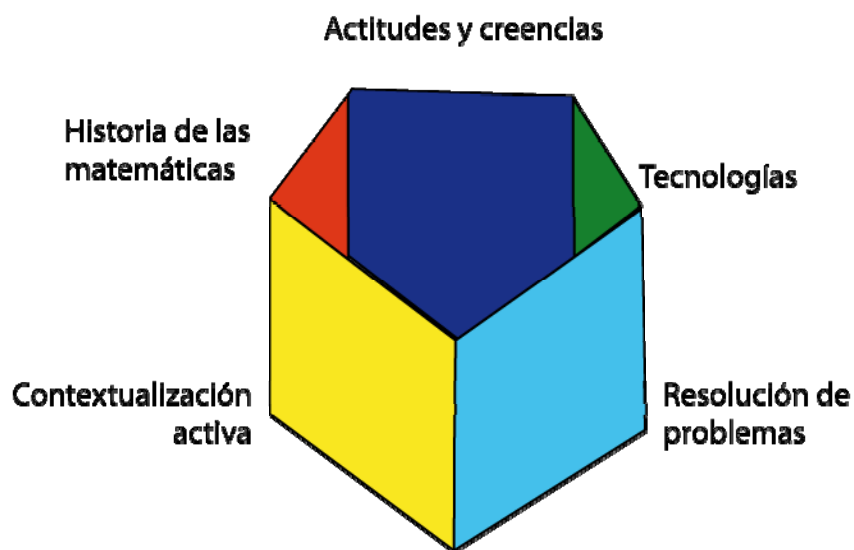 Actitudes y creencias
Historia de las
matemáticas
Tecnologías
Contextualización
activa
Resolución de
problemas